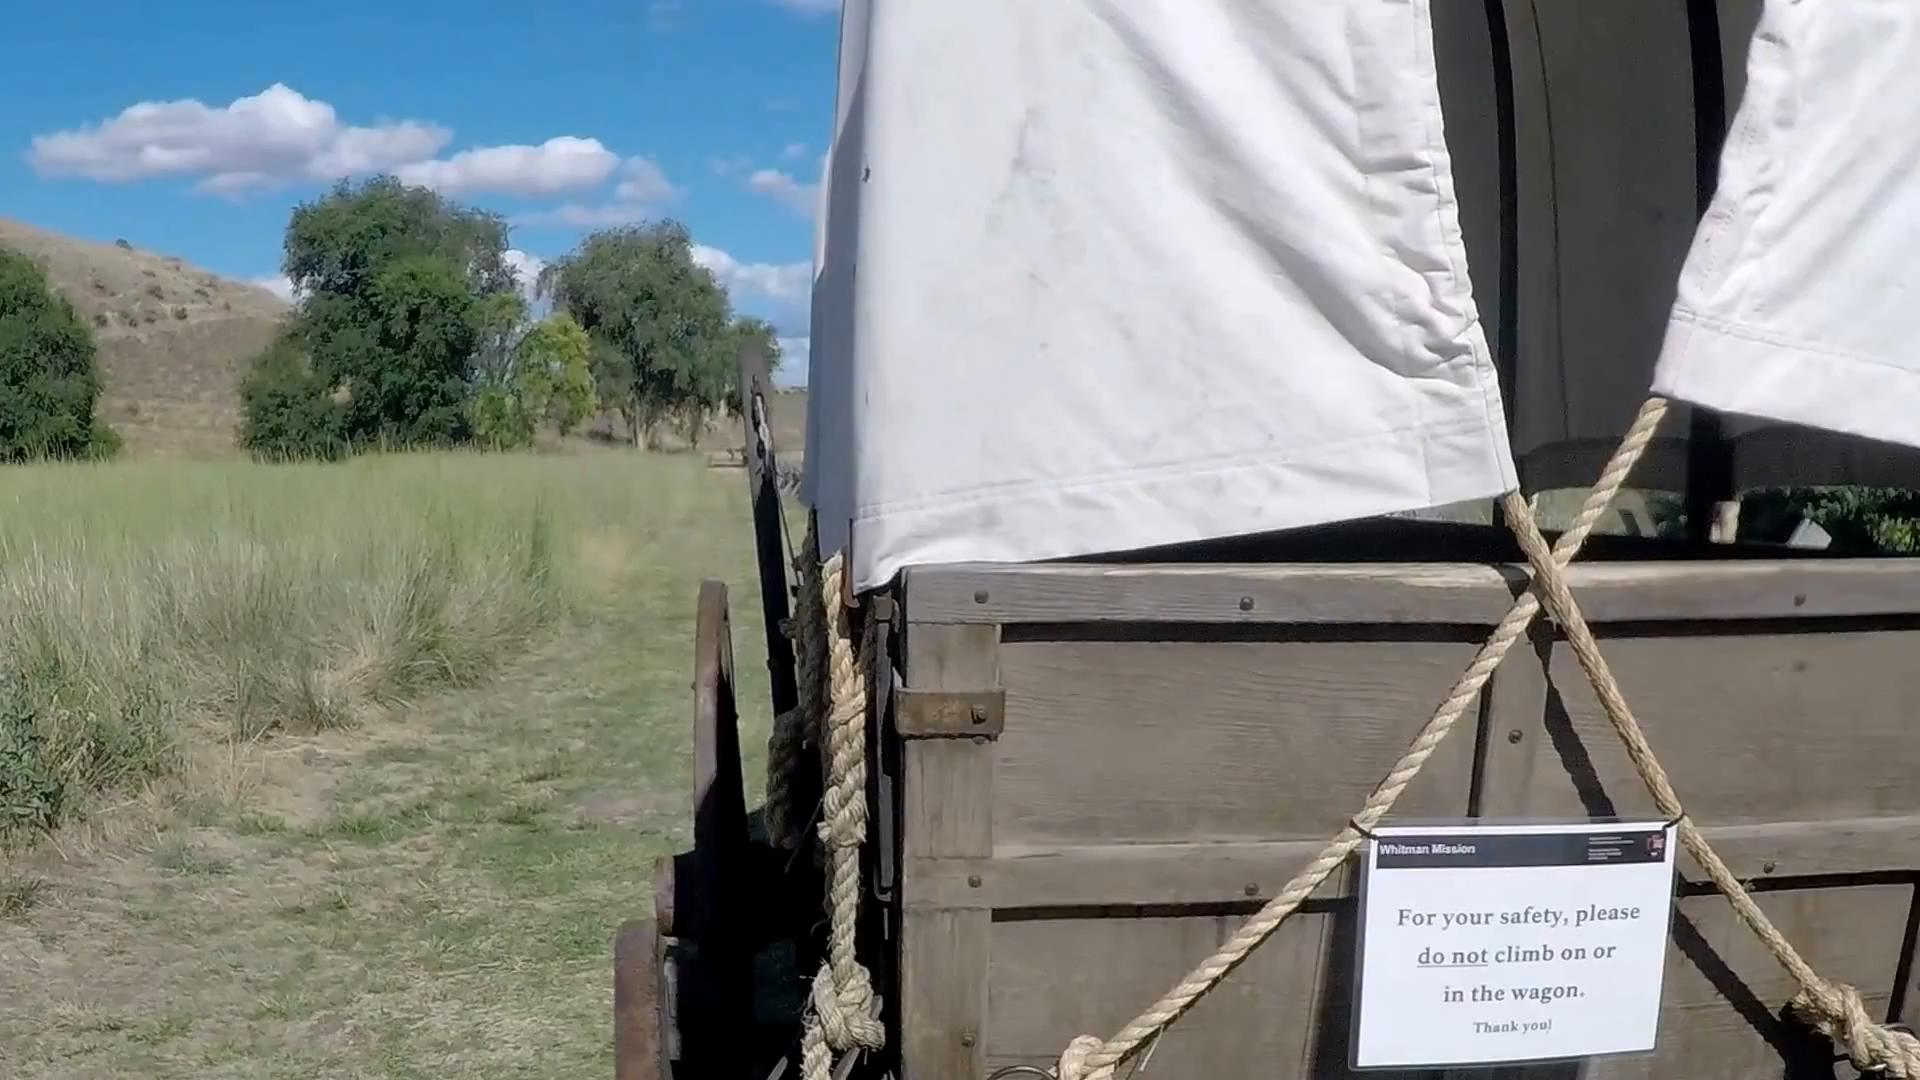 Whitman Mission
For your safety, please
do not climb on or
in the wagon.
Thank you!